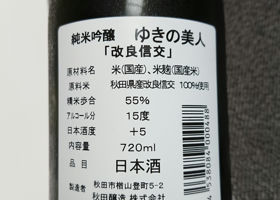 純米吟醸 ゆきの美人
「改良信交」
原材料名 米(国産)、米麹(国産米)
原料米 秋田県産改良信交 100%使用
精米歩合 55%
アルコール分 15度
日本酒度 +5
内容量 720ml
品目 日本酒
製造者 秋田市楢山登町5-2
秋田醸造株式会社
4538084000488